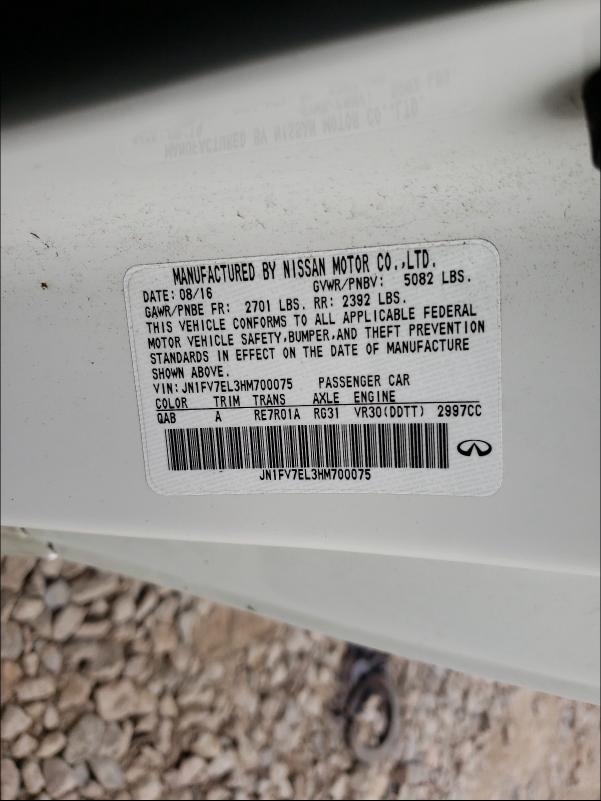 MANUFACTURED BY NISSAN MOTOR CO.,LTD.
DATE: 08/16 GVWR/PNBV: 5082 LBS.
GAWR/PNBE FR: 2701 LBS. RR: 2392 LBS.
THIS VEHICLE CONFORMS TO ALL APPLICABLE FEDERAL
MOTOR VEHICLE SAFETY,BUMPER,AND THEFT PREVENTION
STANDARDS IN EFFECT ON THE DATE OF MANUFACTURE
SHOWN ABOVE.
VIN:JN1FV7EL3HM700075 PASSENGER CAR
COLOR TRIM TRANS AXLE ENGINE
QAB A RE7R01A RG31 VR30(DDTT) 2997CC
JN1FV7EL3HM700075